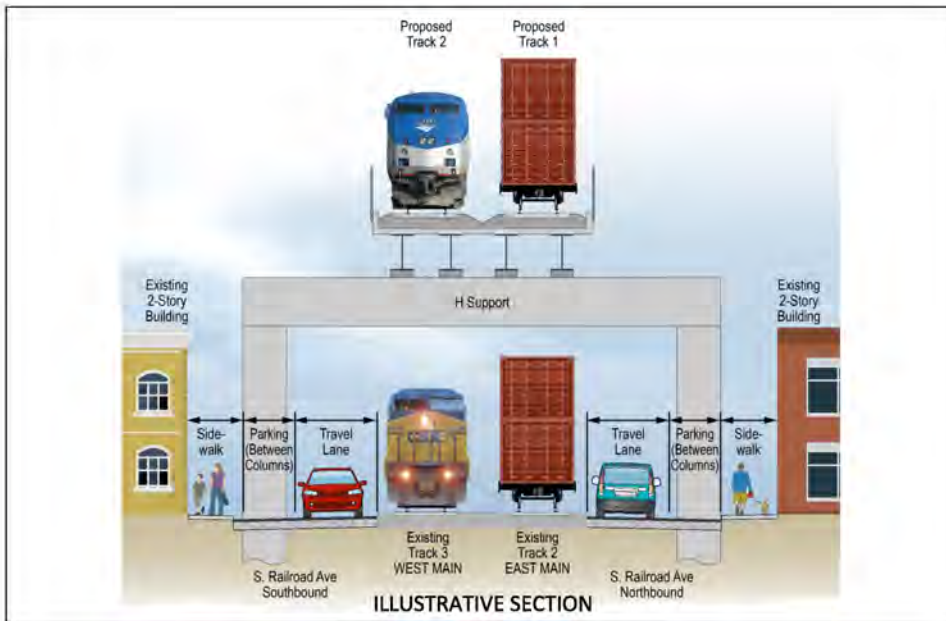 Proposed
Track 2
Proposed
Track 1
Existing
2-Story
Building
H Support
Existing
2-Story
Building
Side-
walk
Parking
(Between
Columns)
Travel
Lane
Travel
Lane
Parking
(Between
Columns)
Side-
walk
Existing
Track 3
WEST MAIN
Existing
Track 2
EAST MAIN
S. Railroad Ave
Southbound
S. Railroad Ave
Northbound
ILLUSTRATIVE SECTION